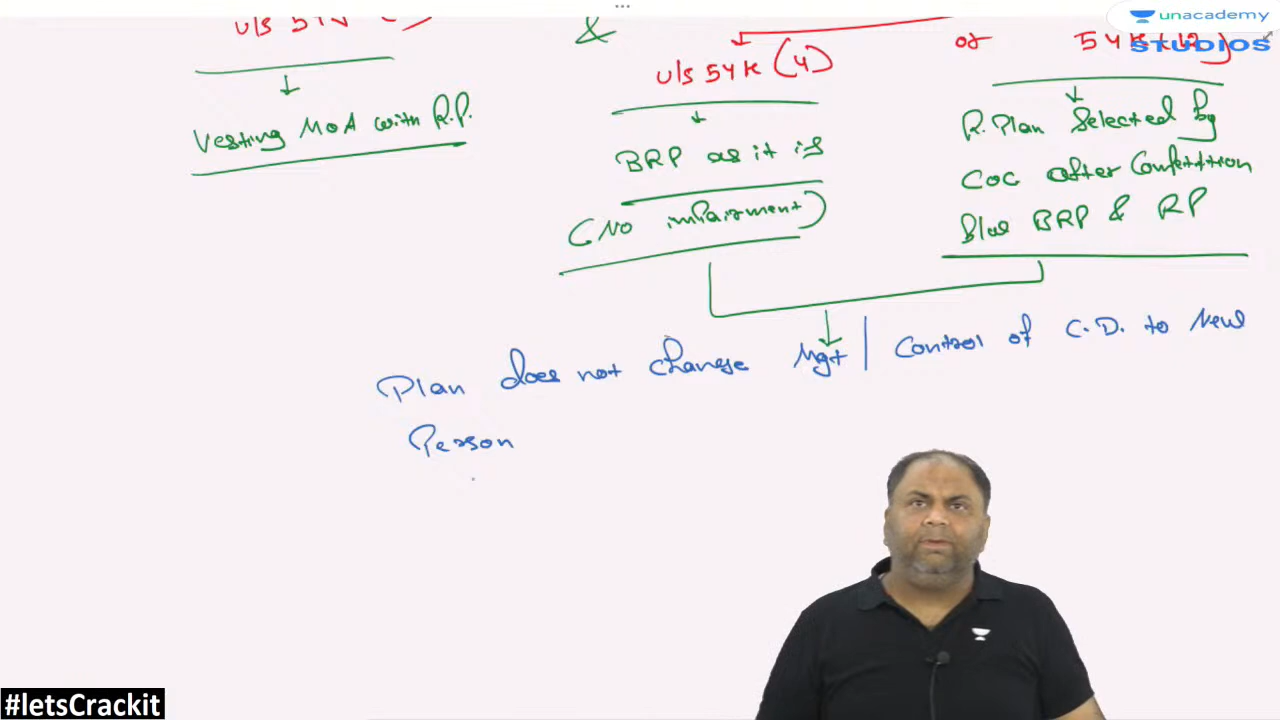 unacademy
STUDIOS
&
u/s 54K (4)
or
Vesting MoA with R.P.
BRP as it is
(No impairment)
R.Plan Selected by
COC after Competition
BRP & RP
Plan does not change Mgt | Control of C.D. to New
Person
#letsCrackit